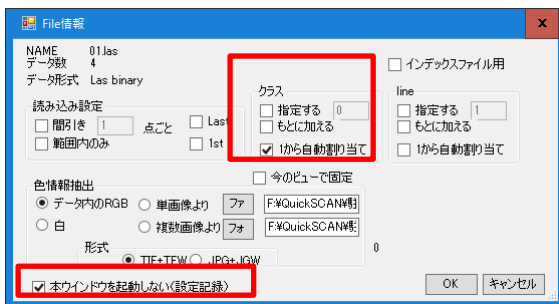 File情報
x
NAME 01.las
データ数 4
データ形式 Las binary
インデックスファイル用
読み込み設定
間引き 1 点ごと Last
範囲内のみ 1st
クラス
指定する 0
もとに加える
1から自動割り当て
line
指定する 1
もとに加える
1から自動割り当て
今のビューで固定
色情報抽出
データ内のRGB 単画像より ファ F:¥QuickSCAN¥駐
白 複数画像より フォ F:¥QuickSCAN¥駐
形式
TIF+TFW JPG+JGW
0
本ウインドウを起動しない(設定記録)
OK キャンセル